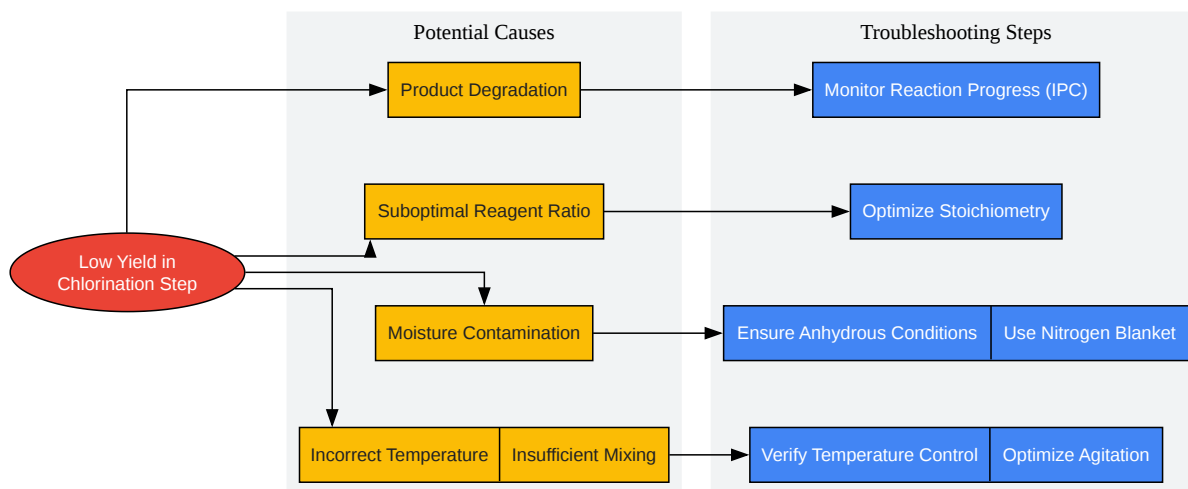 Potential Causes
Troubleshooting Steps
Product Degradation
Monitor Reaction Progress (IPC)
Suboptimal Reagent Ratio
Optimize Stoichiometry
Low Yield in
Chlorination Step
Moisture Contamination
Ensure Anhydrous Conditions
Use Nitrogen Blanket
Incorrect Temperature
Insufficient Mixing
Verify Temperature Control
Optimize Agitation